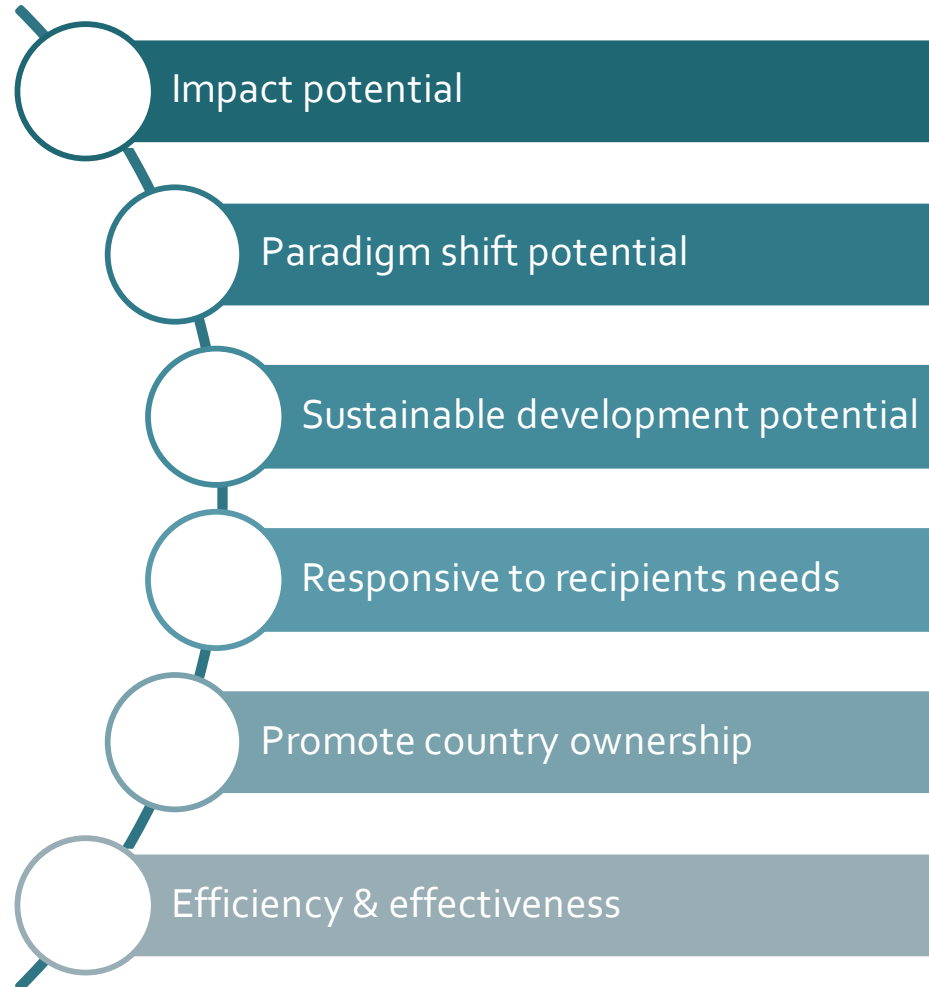 Impact potential
Paradigm shift potential
Sustainable development potential
Responsive to recipients needs
Promote country ownership
Efficiency & effectiveness